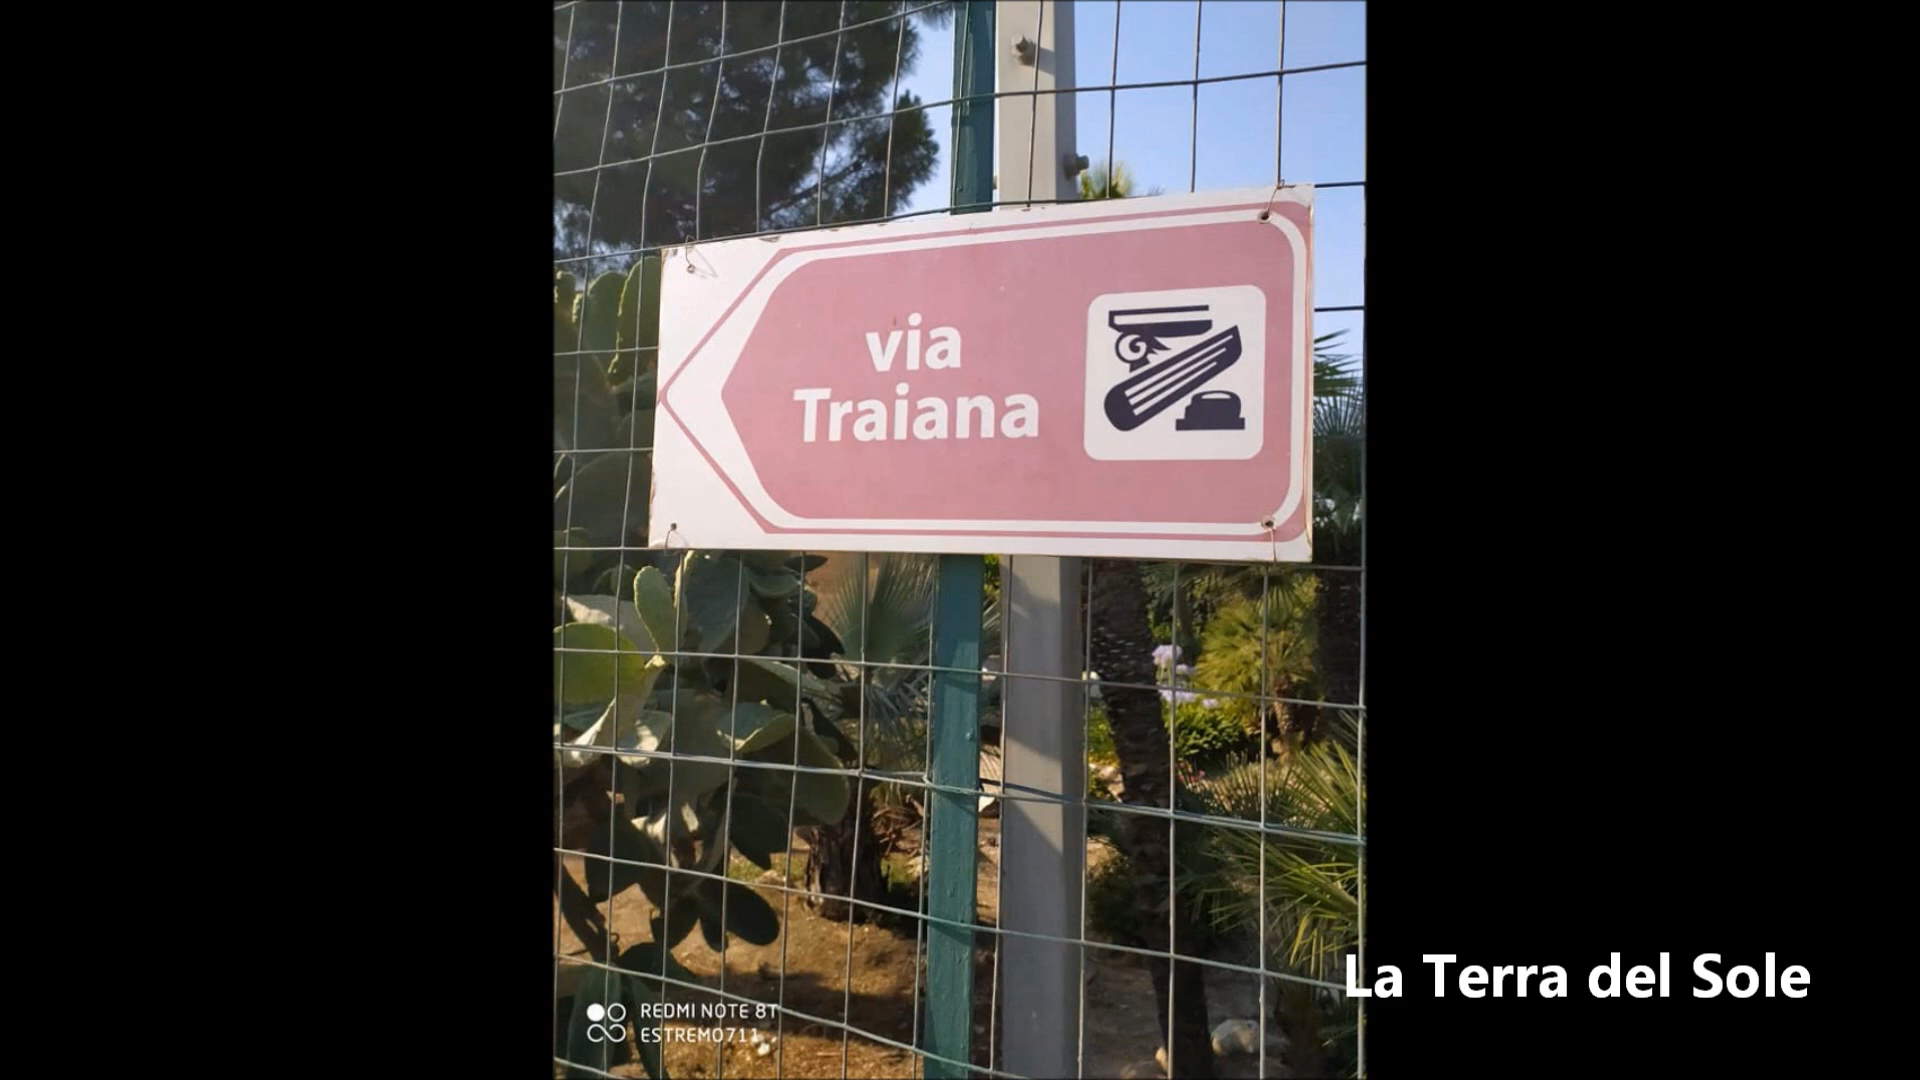 via
Traiana
La Terra del Sole
REDMI NOTE 8T
ESTREMO711